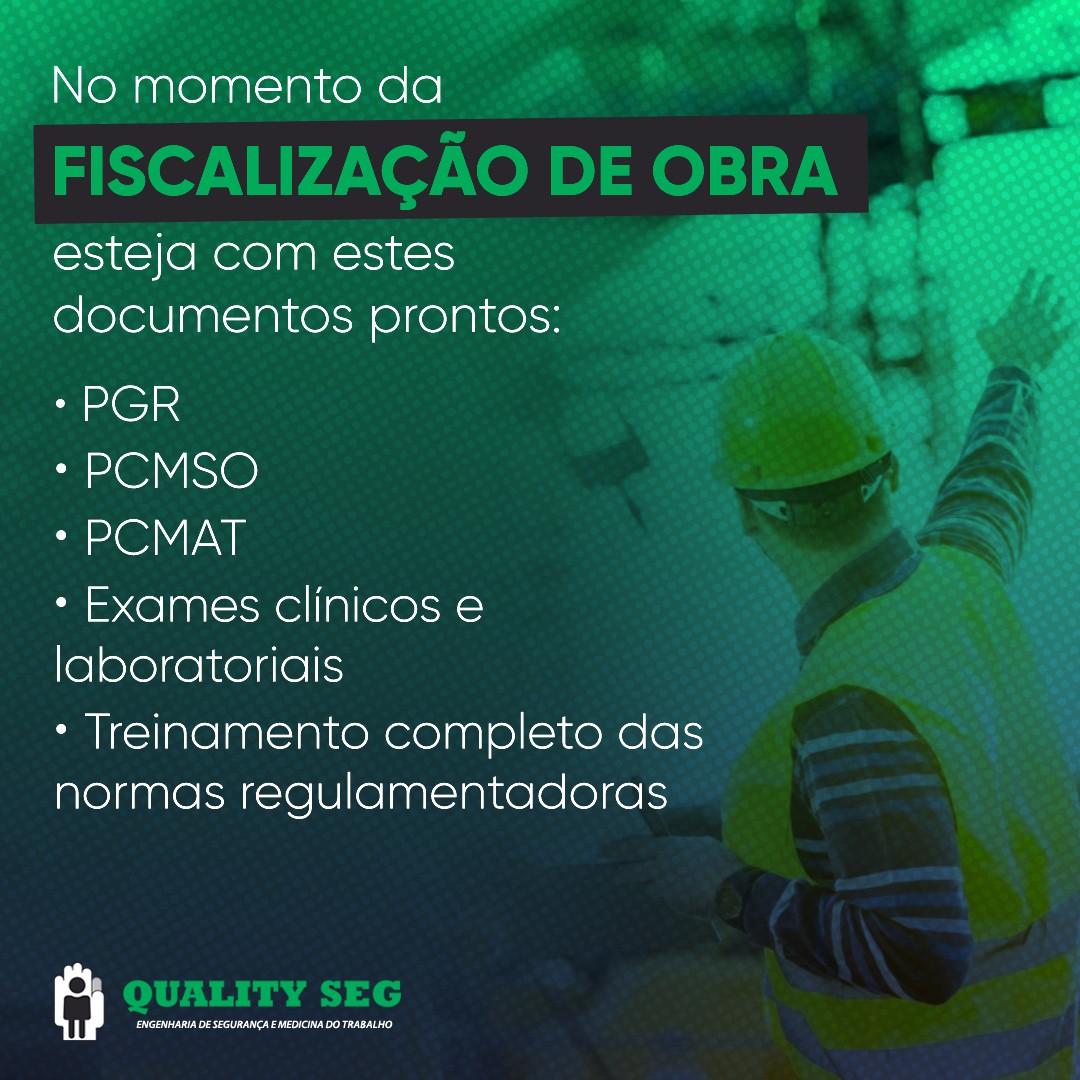 No momento da
FISCALIZAÇÃO DE OBRA
esteja com estes
documentos prontos:
• PGR
• PCMSO
• PCMAT
• Exames clínicos e
laboratoriais
• Treinamento completo das
normas regulamentadoras
QUALITY SEG
ENGENHARIA DE SEGURANÇA E MEDICINA DO TRABALHO